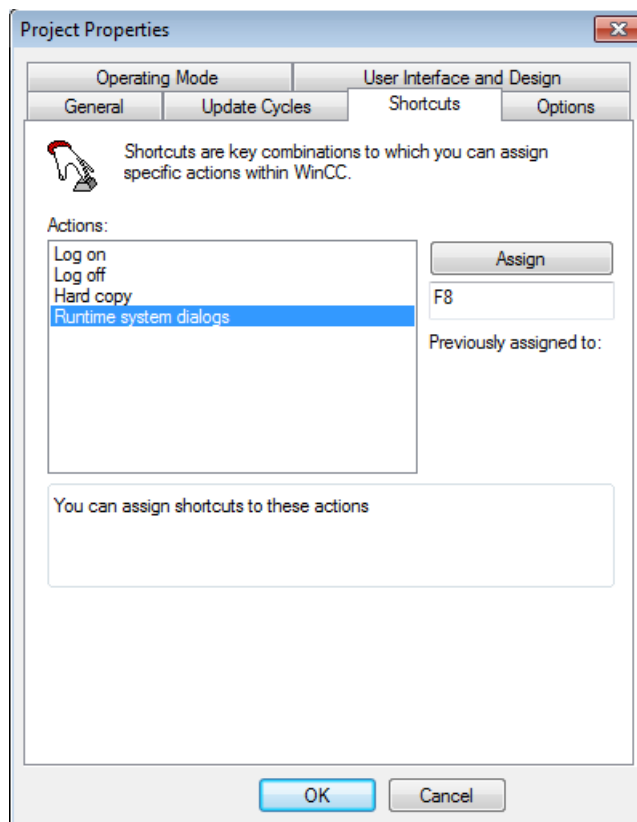 Project Properties
Operating Mode
User Interface and Design
General
Update Cycles
Shortcuts
Options
Shortcuts are key combinations to which you can assign
specific actions within WinCC.
Actions:
Log on
Log off
Hard copy
Runtime system dialogs
Assign
F8
Previously assigned to:
You can assign shortcuts to these actions
OK
Cancel